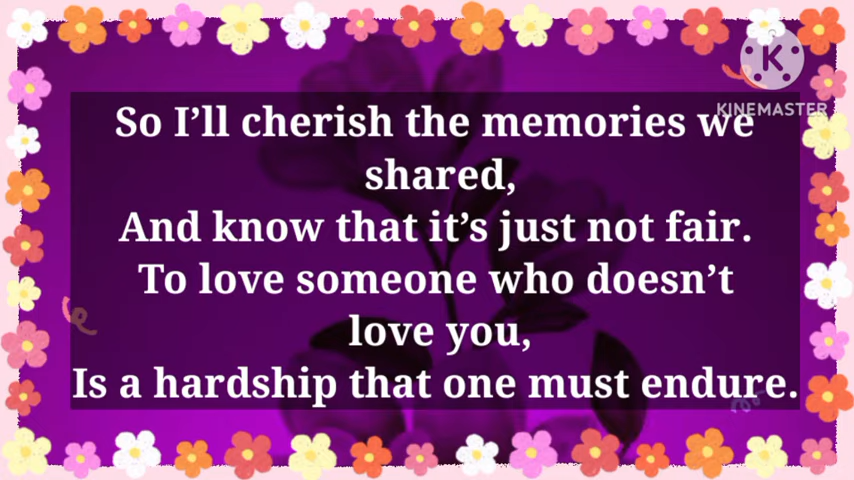 KINEMASTER
So I’ll cherish the memories we
shared,
And know that it’s just not fair.
To love someone who doesn’t
love you,
Is a hardship that one must endure.